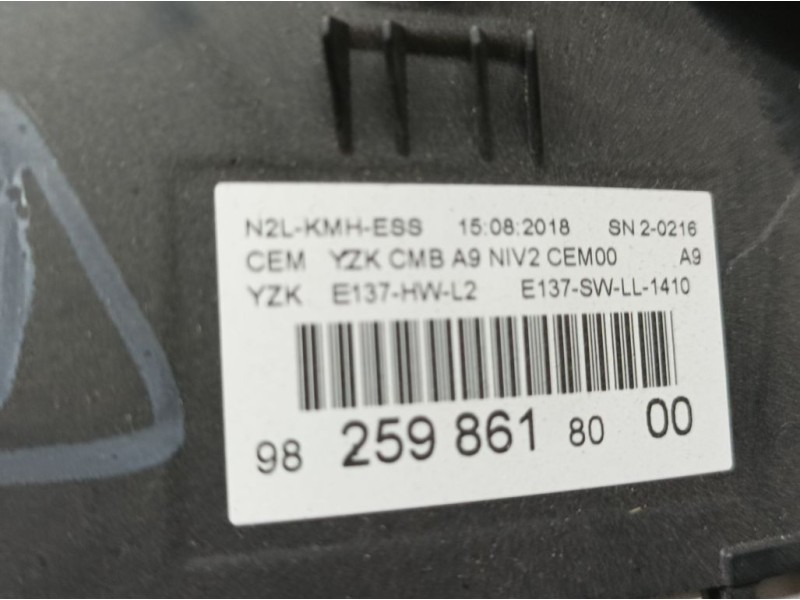 N2L-KMH-ESS 15:08:2018 SN 2-0216
CEM YZK CMB A9 NIV2 CEM00 A9
YZK E137-HW-L2 E137-SW-LL-1410
98 259 861 80 00